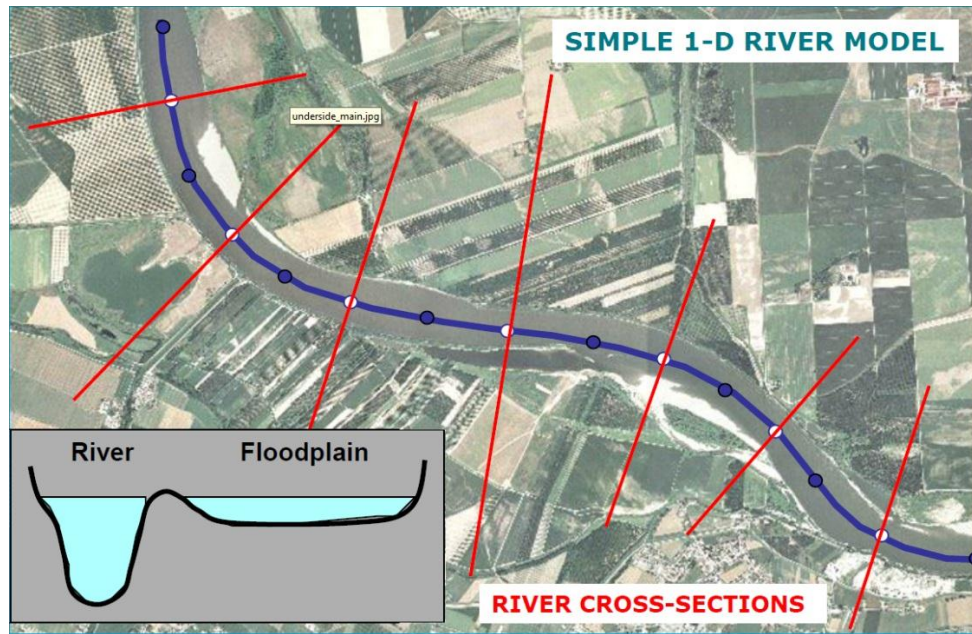 SIMPLE 1-D RIVER MODEL
underside_main.jpg
River Floodplain
RIVER CROSS-SECTIONS